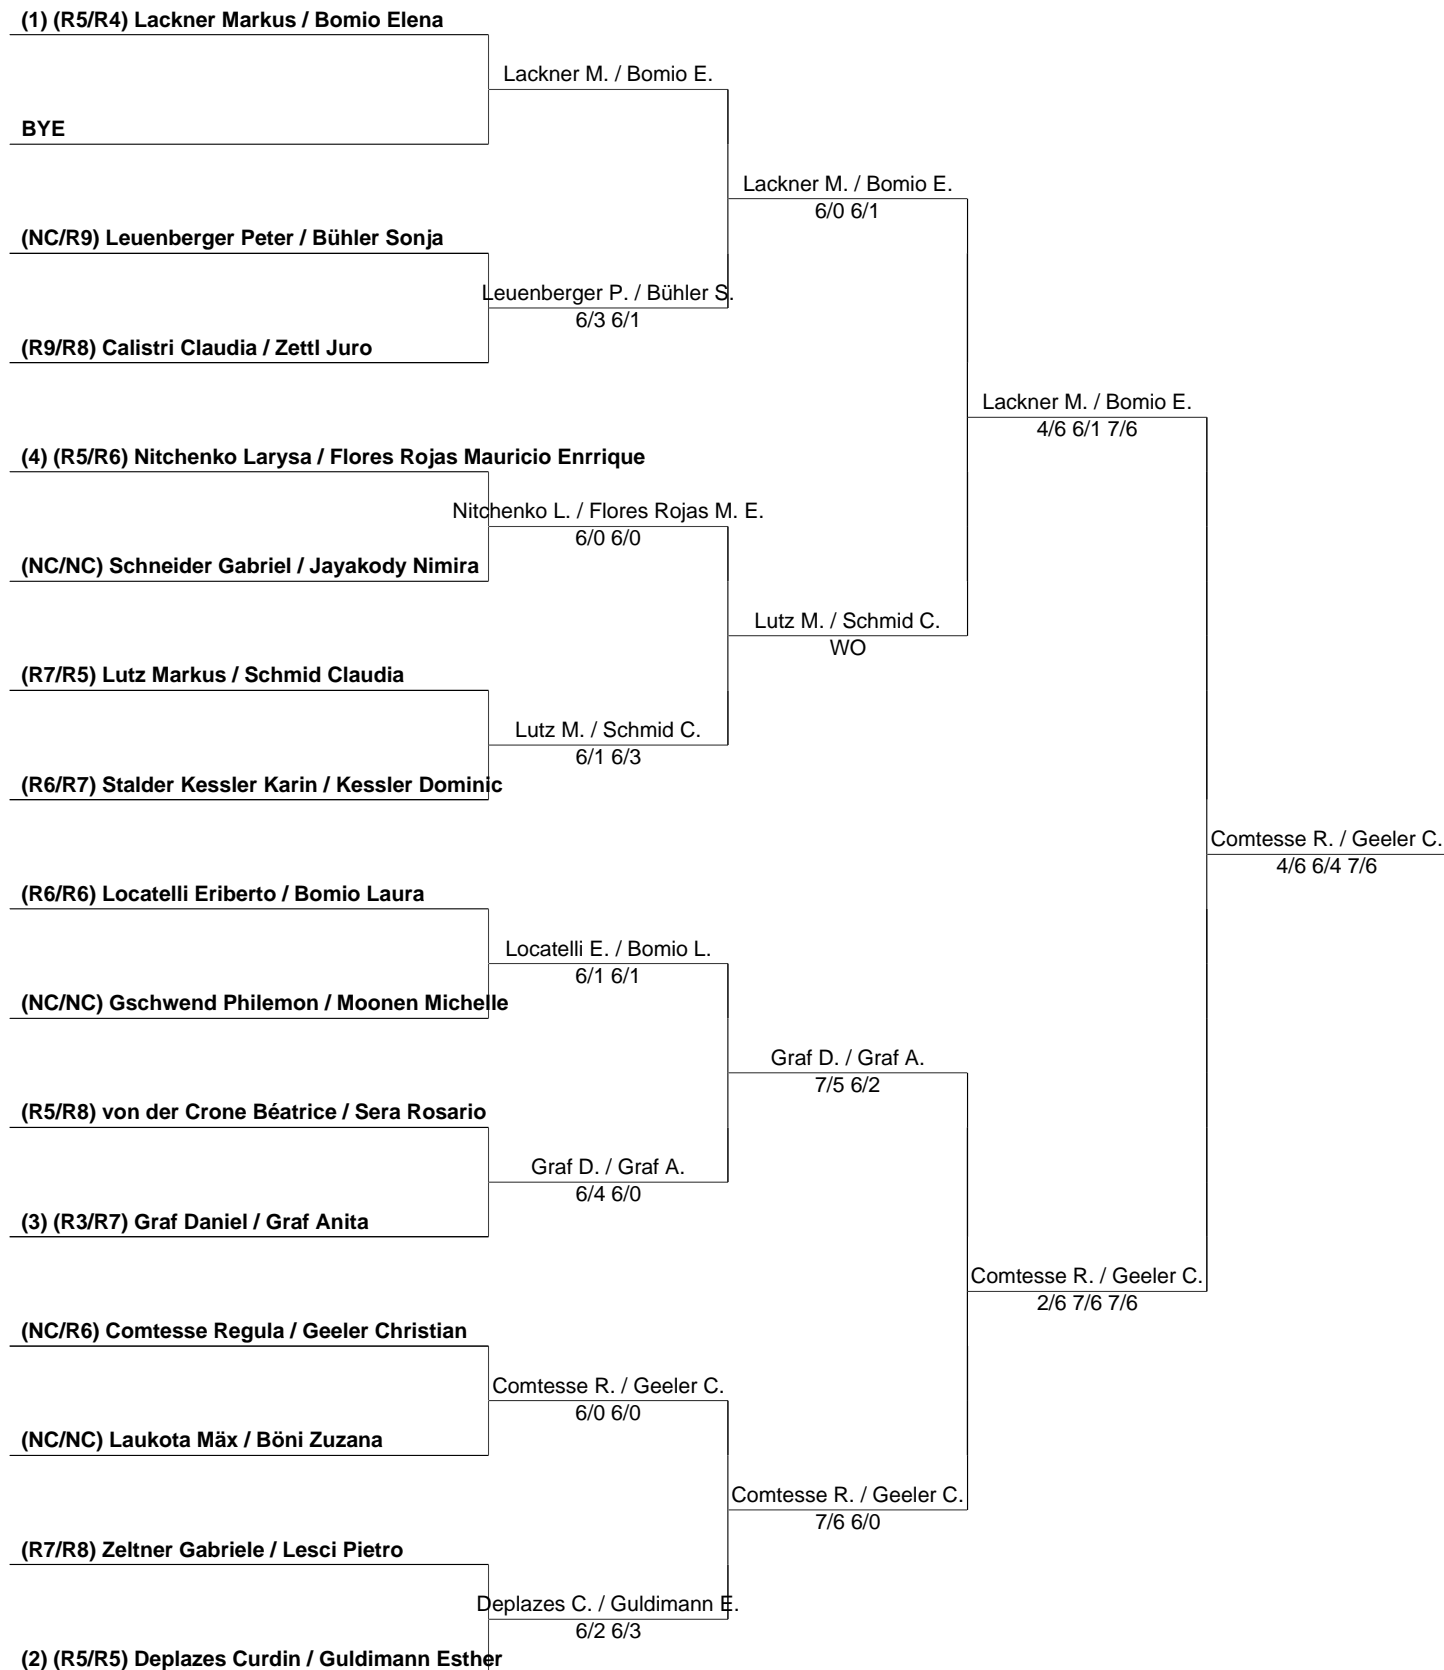 (1) (R5/R4) Lackner Markus / Bomio Elena
Lackner M. / Bomio E.
BYE
Lackner M. / Bomio E.
6/0 6/1
(NC/R9) Leuenberger Peter / Bühler Sonja
Leuenberger P. / Bühler S.
6/3 6/1
(R9/R8) Calistri Claudia / Zettl Juro
Lackner M. / Bomio E.
4/6 6/1 7/6
(4) (R5/R6) Nitchenko Larysa / Flores Rojas Mauricio Enrrique
Nitchenko L. / Flores Rojas M. E.
6/0 6/0
(NC/NC) Schneider Gabriel / Jayakody Nimira
Lutz M. / Schmid C.
WO
(R7/R5) Lutz Markus / Schmid Claudia
Lutz M. / Schmid C.
6/1 6/3
(R6/R7) Stalder Kessler Karin / Kessler Dominic
Comtesse R. / Geeler C.
4/6 6/4 7/6
(R6/R6) Locatelli Eriberto / Bomio Laura
Locatelli E. / Bomio L.
6/1 6/1
(NC/NC) Gschwend Philemon / Moonen Michelle
Graf D. / Graf A.
7/5 6/2
(R5/R8) von der Crone Béatrice / Sera Rosario
Graf D. / Graf A.
6/4 6/0
(3) (R3/R7) Graf Daniel / Graf Anita
Comtesse R. / Geeler C.
2/6 7/6 7/6
(NC/R6) Comtesse Regula / Geeler Christian
Comtesse R. / Geeler C.
6/0 6/0
(NC/NC) Laukota Mäx / Böni Zuzana
Comtesse R. / Geeler C.
7/6 6/0
(R7/R8) Zeltner Gabriele / Lesci Pietro
Deplazes C. / Guldimann E.
6/2 6/3
(2) (R5/R5) Deplazes Curdin / Guldimann Esther